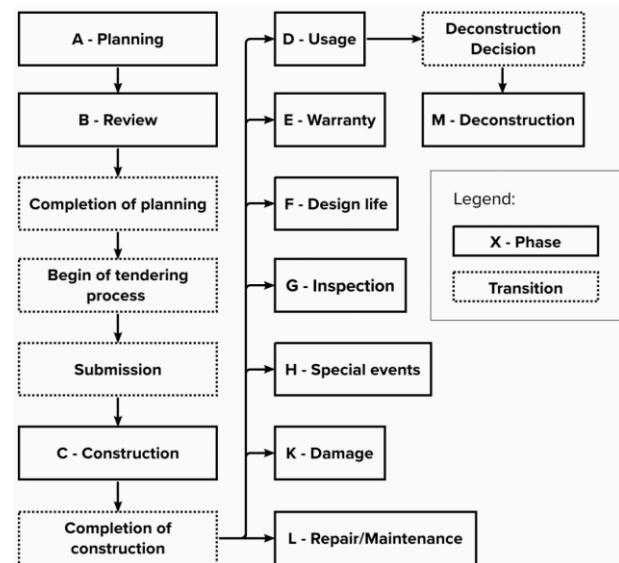 A - Planning
B - Review
Completion of planning
Begin of tendering
process
Submission
C - Construction
Completion of
construction
D - Usage
E - Warranty
F - Design life
G - Inspection
H - Special events
K - Damage
L - Repair/Maintenance
Deconstruction
Decision
M - Deconstruction
Legend:
X - Phase
Transition